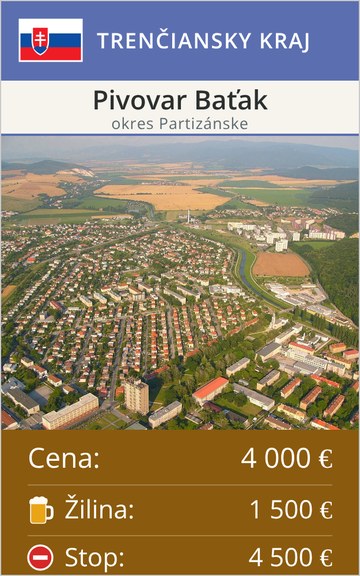 TRENČIANSKY KRAJ
Pivovar Baťak
okres Partizánske
Cena: 4 000 €
Žilina: 1 500 €
Stop: 4 500 €